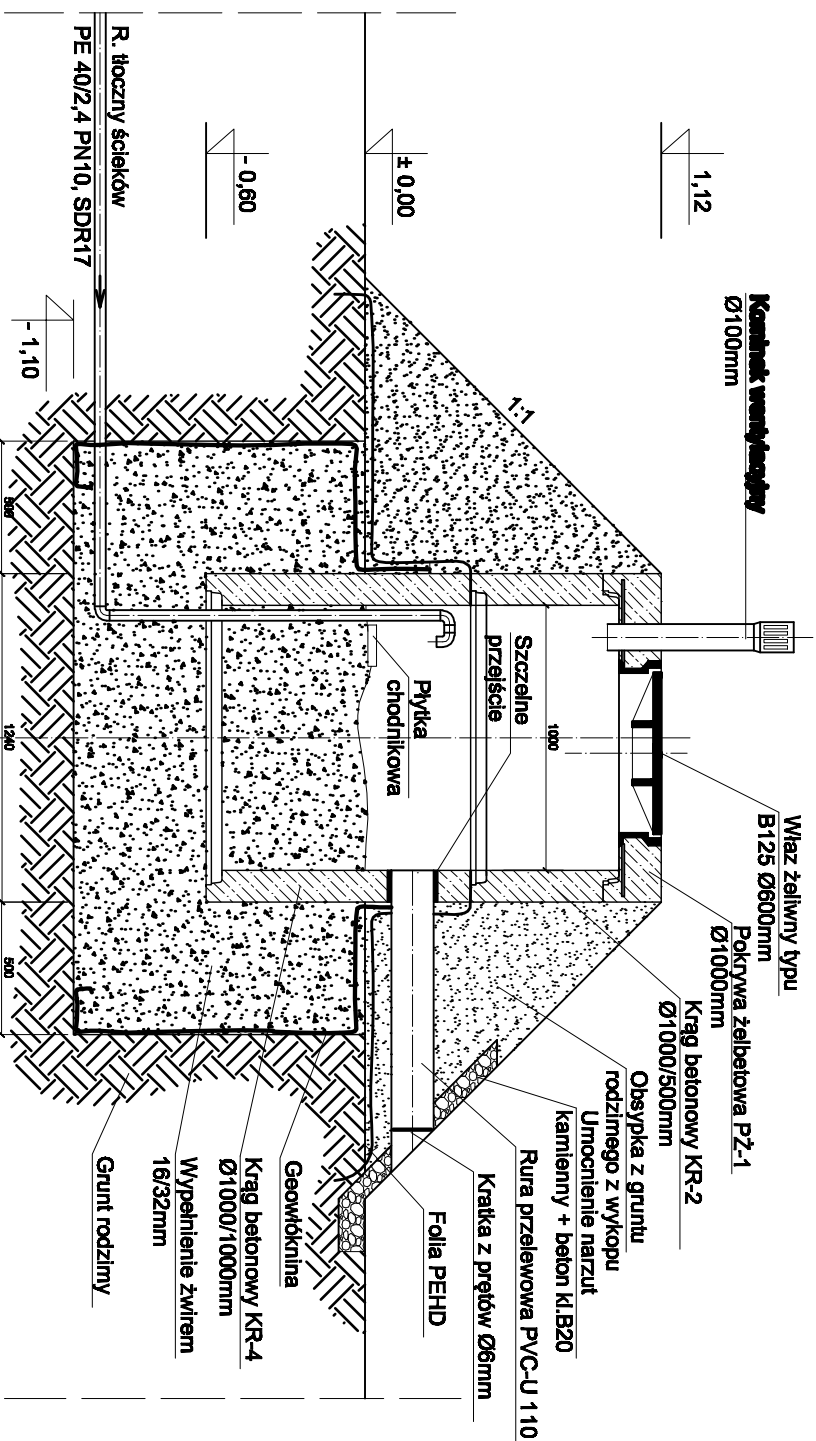 1,12
± 0,00
- 0,60
- 1,10
R. tłoczny ścieków
PE 40/2,4 PN10, SDR17
Kominek wentylacyjny
Ø100mm
1:1
Właz żeliwny typu
B125 Ø600mm
Pokrywa żelbetowa PŻ-1
Ø1000mm
Krąg betonowy KR-2
Ø1000/500mm
Obsypka z gruntu
rodzimego z wykopu
Umocnienie narzut
kamienny + beton kl.B20
Rura przelewowa PVC-U 110
Kratka z prętów Ø6mm
Folia PEHD
Geowłóknina
Krąg betonowy KR-4
Ø1000/1000mm
Wypełnienie żwirem
16/32mm
Grunt rodzimy
Szczelne
przejście
Płytka
chodnikowa
1000
500
1240
500